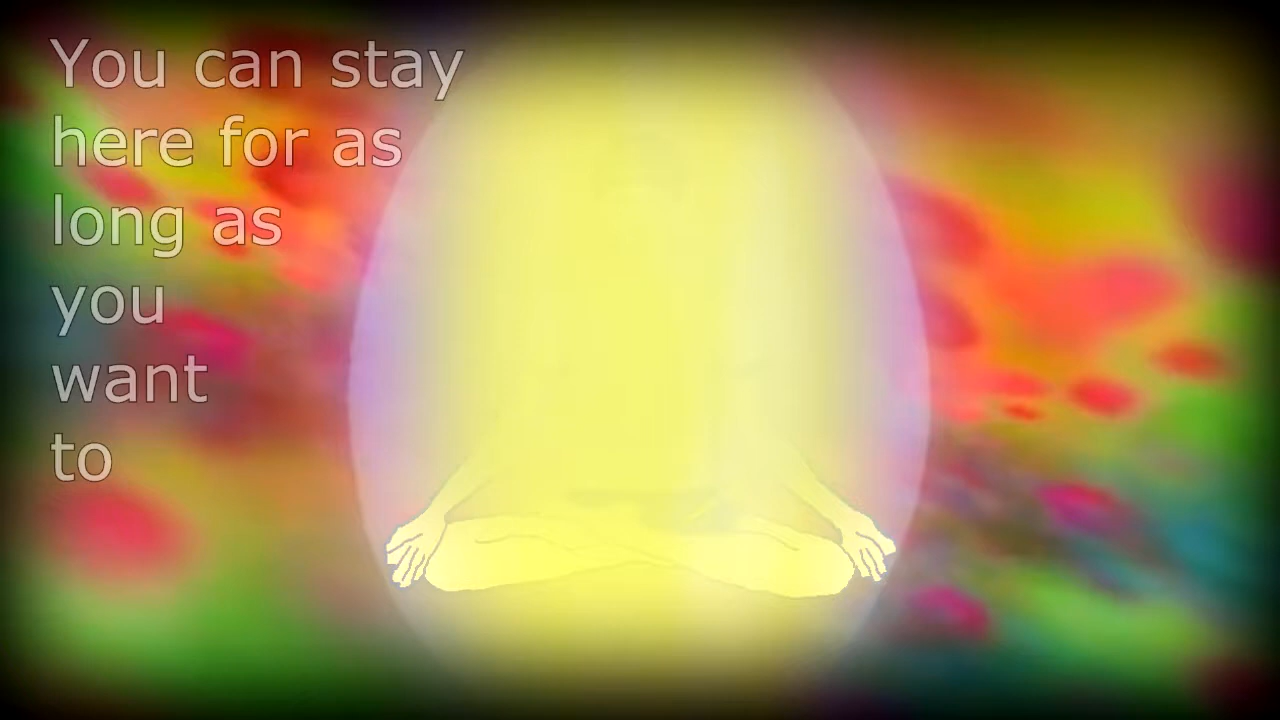 You can stay
here for as
long as
you
want
to